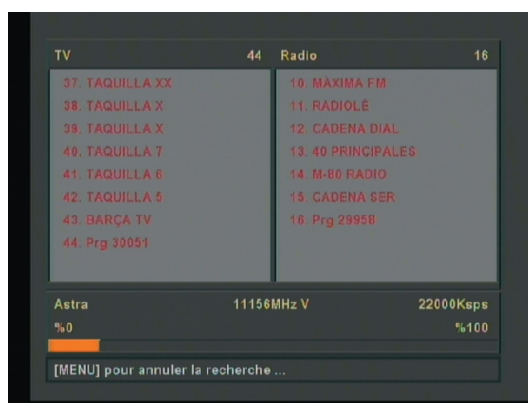 TV 44 Radio 16
37. TAQUILLA XX
38. TAQUILLA X
39. TAQUILLA X
40. TAQUILLA 7
41. TAQUILLA 6
42. TAQUILLA 5
43. BARÇA TV
44. Prg 30051
10. MÀXIMA FM
11. RADIOLÉ
12. CADENA DIAL
13. 40 PRINCIPALES
14. M-80 RADIO
15. CADENA SER
16. Prg 29958
Astra 11156MHz V 22000Ksps
%0 %100
[MENU] pour annuler la recherche ...